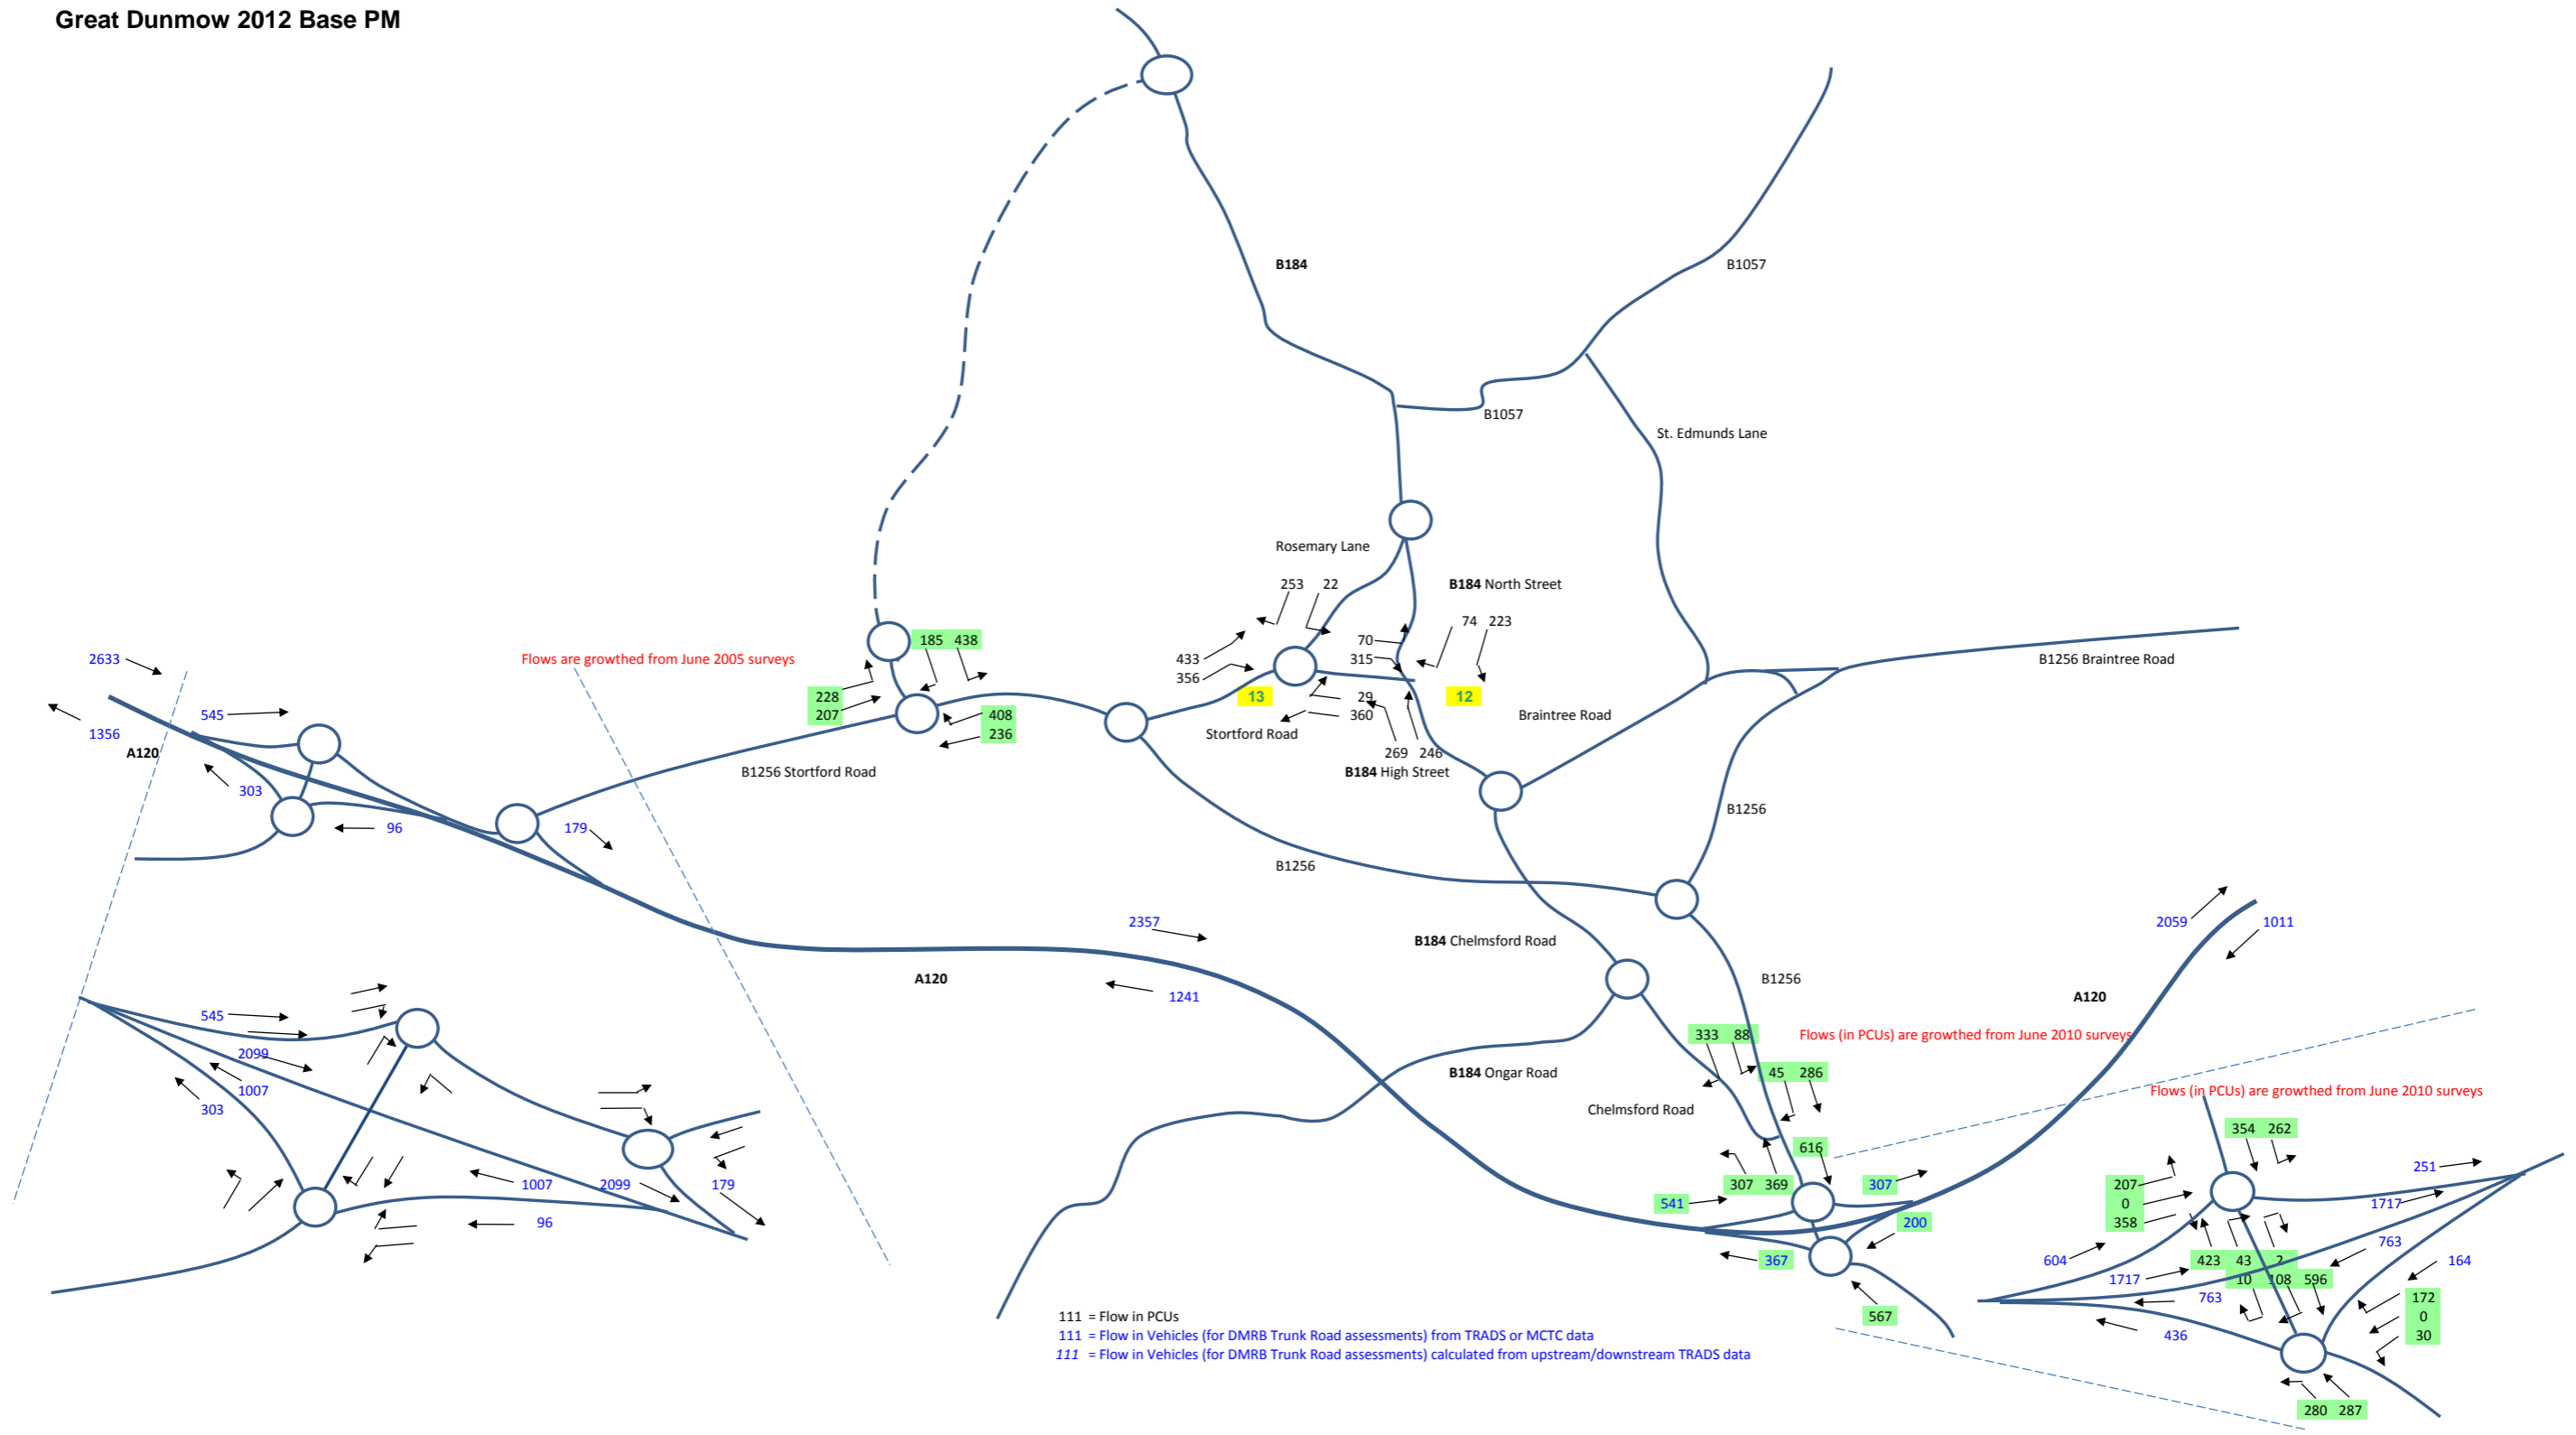 Great Dunmow 2012 Base PM
B184
B1057
B1057
St. Edmunds Lane
Rosemary Lane
253 22
B184 North Street
74 223
70
315
433
356
13
12
29
360
269 246
Stortford Road
B184 High Street
Braintree Road
B1256 Braintree Road
185 438
228
207
408
236
Flows are growthed from June 2005 surveys
2633
545
1356
A120
303
96
179
B1256 Stortford Road
B1256
B1256
2357
A120
1241
B184 Chelmsford Road
B1256
2059
1011
A120
545
2099
1007
303
1007
2099
179
96
333 88
Flows (in PCUs) are growthed from June 2010 surveys
B184 Ongar Road
45 286
Chelmsford Road
616
307 369
307
541
200
367
567
Flows (in PCUs) are growthed from June 2010 surveys
354 262
251
207
0
358
1717
604
423 43 2
763
1717
10 108 596
164
763
172
0
30
436
280 287
111 = Flow in PCUs
111 = Flow in Vehicles (for DMRB Trunk Road assessments) from TRADS or MCTC data
111 = Flow in Vehicles (for DMRB Trunk Road assessments) calculated from upstream/downstream TRADS data